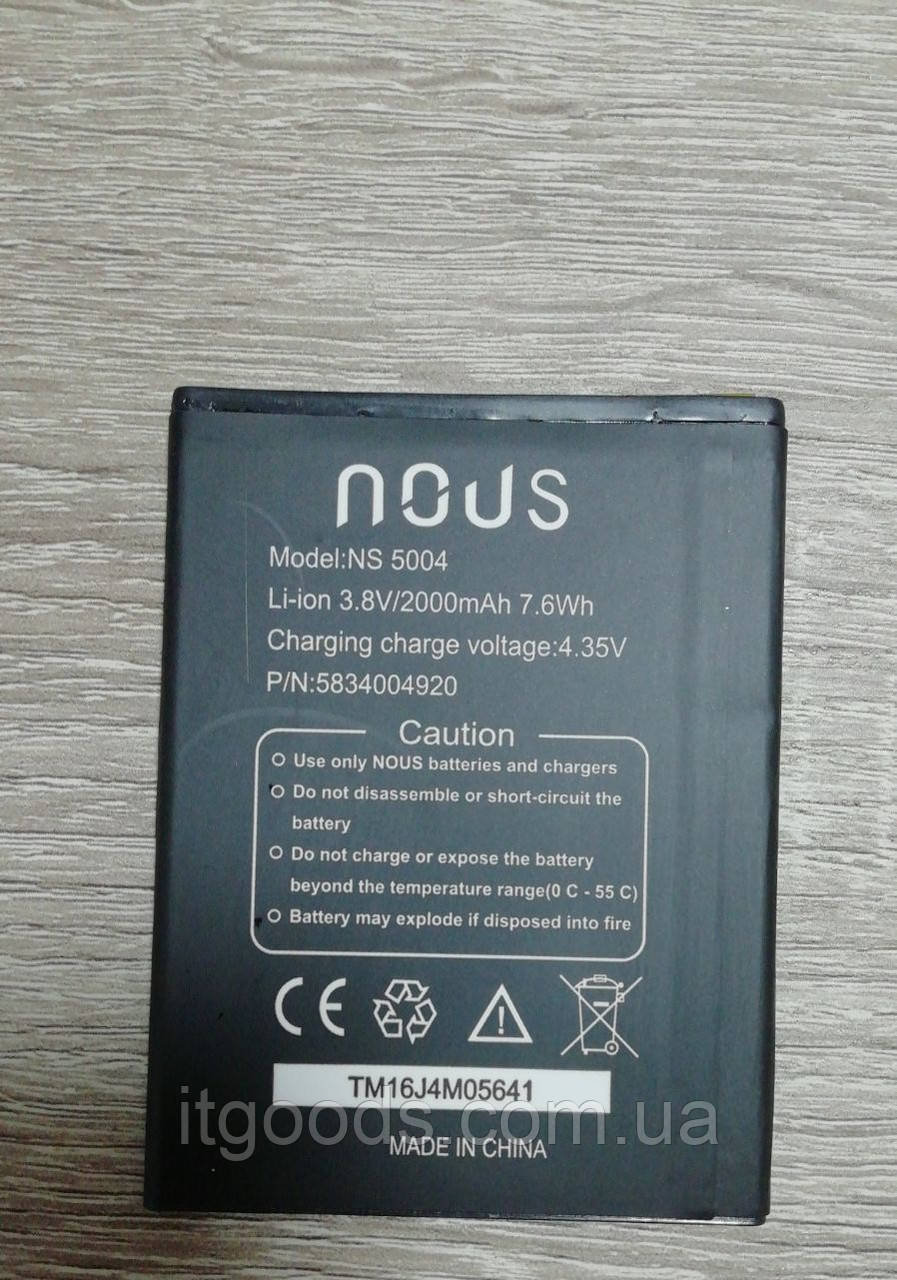 nous
Model:NS 5004
Li-ion 3.8V/2000mAh 7.6Wh
Charging charge voltage:4.35V
P/N:5834004920
Caution
Use only NOUS batteries and chargers
Do not disassemble or short-circuit the
battery
Do not charge or expose the battery
beyond the temperature range(0 C - 55 C)
Battery may explode if disposed into fire
CE
TM16J4M05641
itgoods.com.ua
MADE IN CHINA